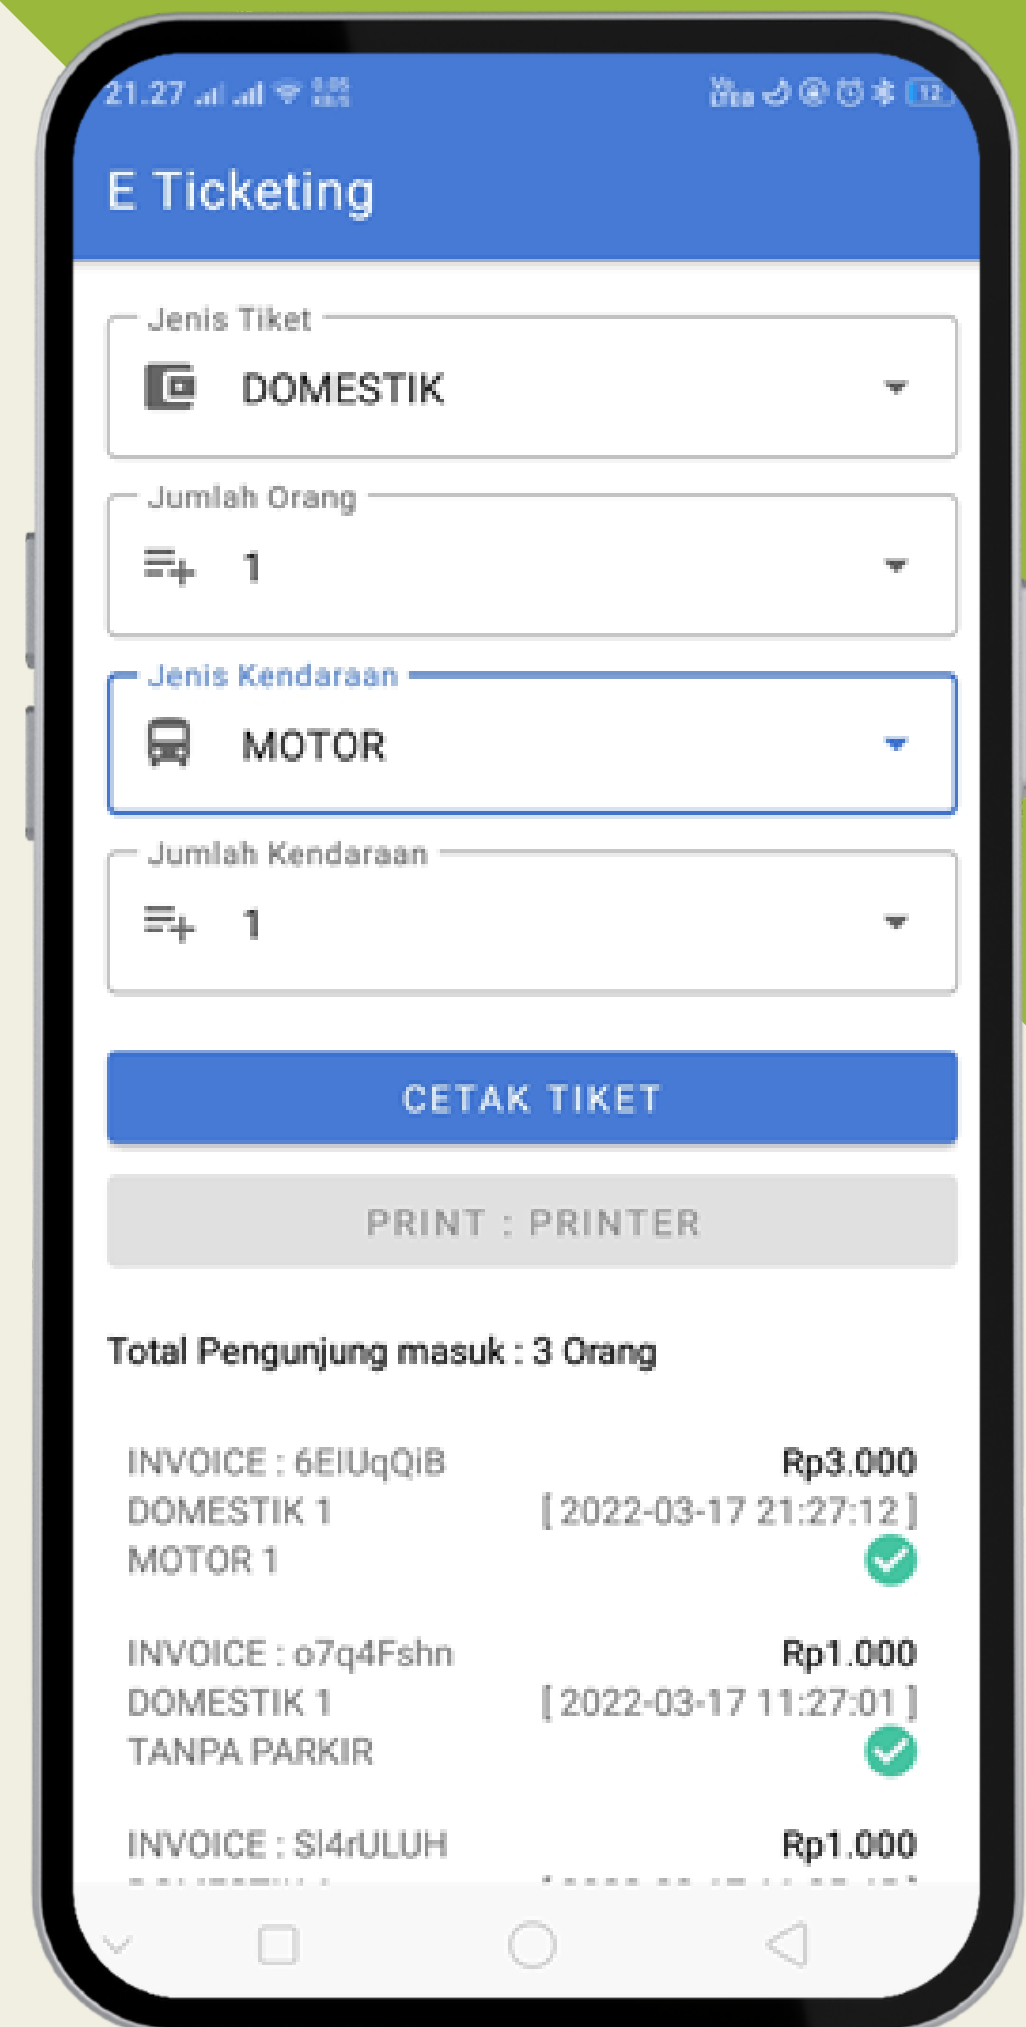 21.27
12
E Ticketing
Jenis Tiket
DOMESTIK
Jumlah Orang
1
Jenis Kendaraan
MOTOR
Jumlah Kendaraan
1
CETAK TIKET
PRINT : PRINTER
Total Pengunjung masuk : 3 Orang
INVOICE : 6EIUqQiB Rp3.000
DOMESTIK 1 [ 2022-03-17 21:27:12 ]
MOTOR 1
INVOICE : o7q4Fshn Rp1.000
DOMESTIK 1 [ 2022-03-17 11:27:01 ]
TANPA PARKIR
INVOICE : Sl4rULUH Rp1.000